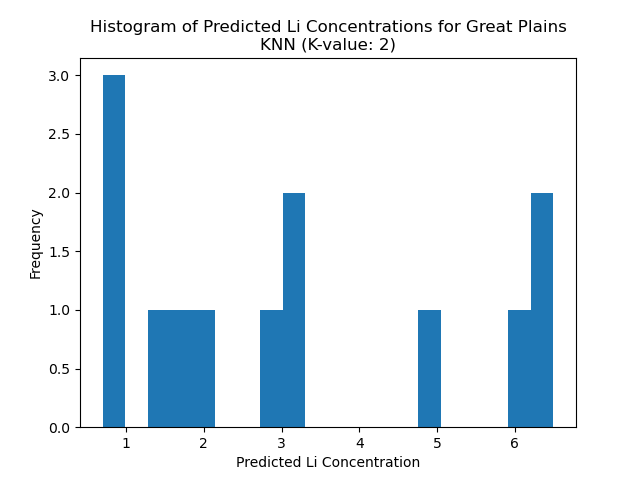 Histogram of Predicted Li Concentrations for Great Plains
KNN (K-value: 2)
3.0
2.5
2.0
1.5
1.0
0.5
0.0
Frequency
1 2 3 4 5 6
Predicted Li Concentration